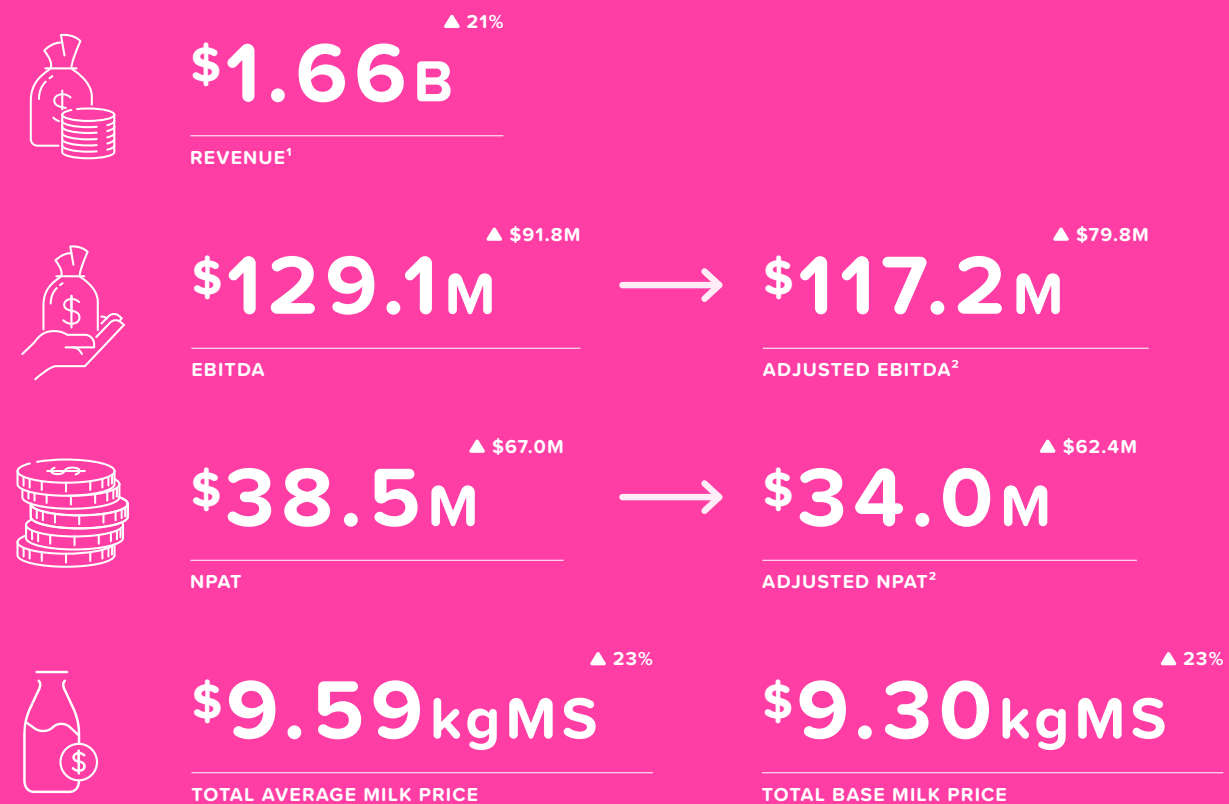 ▲ 21%
$1.66B
REVENUE¹
▲ $91.8M
$129.1M
EBITDA
▲ $79.8M
$117.2M
ADJUSTED EBITDA²
▲ $67.0M
$38.5M
NPAT
▲ $62.4M
$34.0M
ADJUSTED NPAT²
▲ 23%
$9.59kgMS
TOTAL AVERAGE MILK PRICE
▲ 23%
$9.30kgMS
TOTAL BASE MILK PRICE